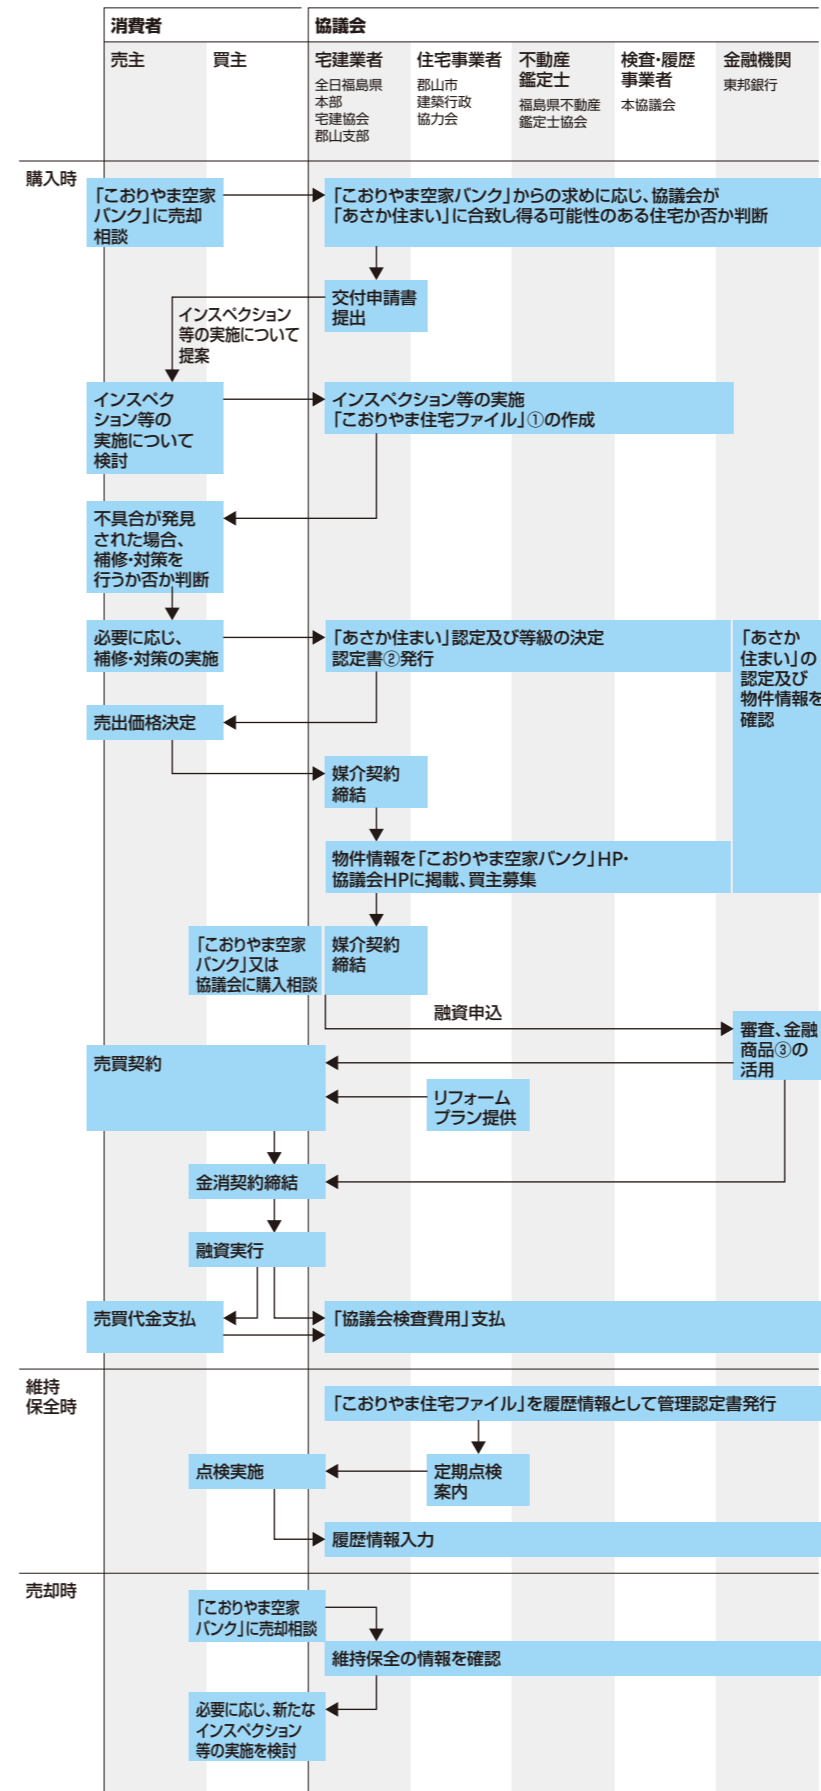 消費者
協議会
売主
買主
宅建業者
全日福島県
本部
宅建協会
郡山支部
住宅事業者
郡山市
建築行政
協力会
不動産
鑑定士
福島県不動産
鑑定士協会
検査・履歴
事業者
本協議会
金融機関
東邦銀行
購入時
「こおりやま空家
バンク」に売却
相談
「こおりやま空家バンク」からの求めに応じ、協議会が
「あさか住まい」に合致し得る可能性のある住宅か否か判断
交付申請書
提出
インスペクション
等の実施について
提案
インスペク
ション等の
実施について
検討
インスペクション等の実施
「こおりやま住宅ファイル」①の作成
不具合が発見
された場合、
補修・対策を
行うか否か判断
必要に応じ、
補修・対策の実施
「あさか住まい」認定及び等級の決定
認定書②発行
「あさか
住まい」の
認定及び
物件情報を
確認
売出価格決定
媒介契約
締結
物件情報を「こおりやま空家バンク」HP・
協議会HPに掲載、買主募集
「こおりやま空家
バンク」又は
協議会に購入相談
媒介契約
締結
融資申込
審査、金融
商品③の
活用
売買契約
リフォーム
プラン提供
金消契約締結
融資実行
売買代金支払
「協議会検査費用」支払
維持
保全時
「こおりやま住宅ファイル」を履歴情報として管理認定書発行
定期点検
案内
点検実施
履歴情報入力
売却時
「こおりやま空家
バンク」に売却相談
維持保全の情報を確認
必要に応じ、新たな
インスペクション
等の実施を検討